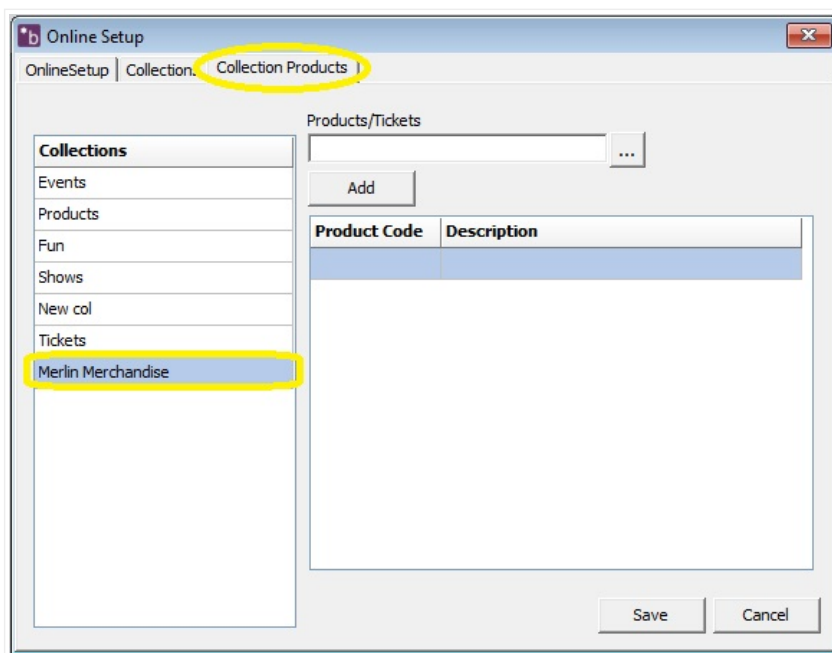 b Online Setup
OnlineSetup Collection. Collection Products
Products/Tickets
...
Add
Collections
Events
Products
Fun
Shows
New col
Tickets
Merlin Merchandise
Product Code Description
Save Cancel